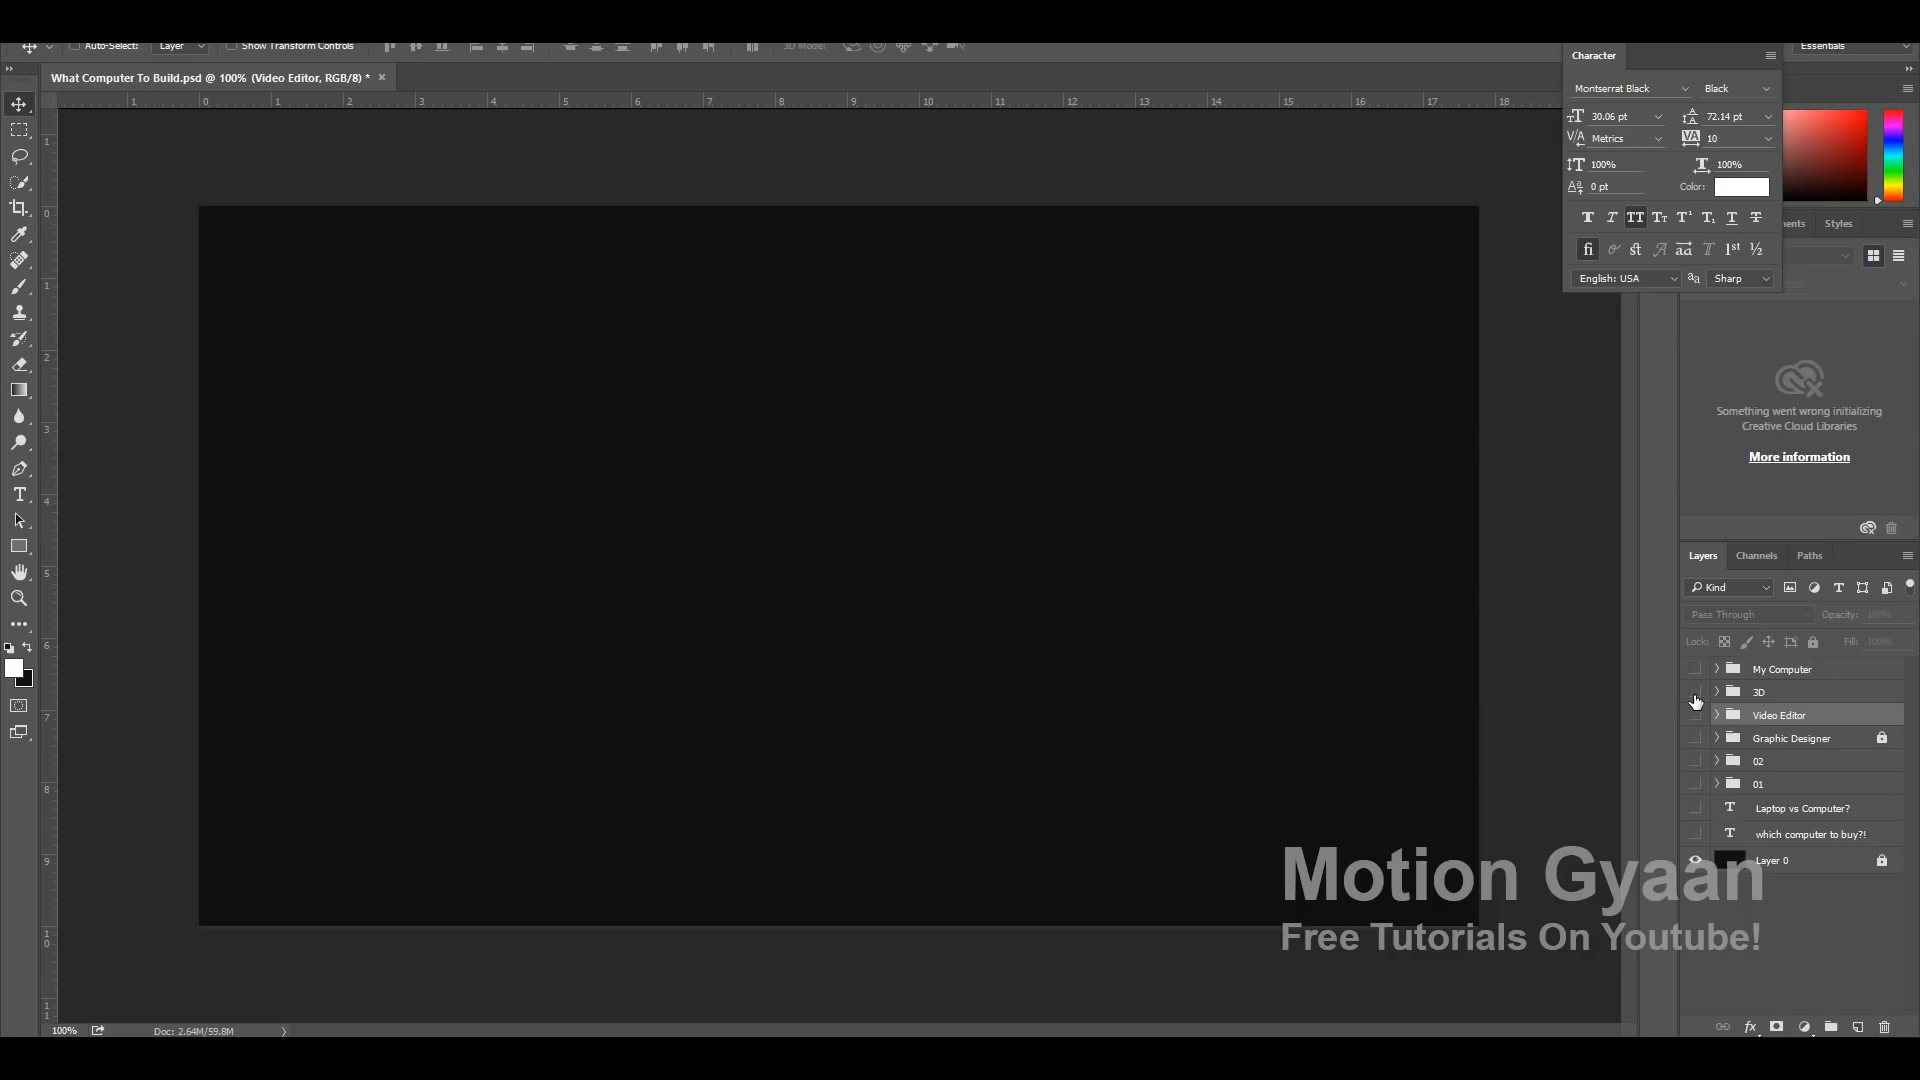 Auto-Select:
Layer
Show Transform Controls
3D Mode:
Essentials
What Computer To Build.psd @ 100% (Video Editor, RGB/8) *
Character
Montserrat Black
Black
30.06 pt
72.14 pt
Metrics
10
100%
100%
0 pt
Color:
English: USA
Sharp
Styles
Something went wrong initializing
Creative Cloud Libraries
More information
Layers
Channels
Paths
Kind
Pass Through
Opacity: 100%
Lock:
Fill: 100%
My Computer
3D
Video Editor
Graphic Designer
02
01
Laptop vs Computer?
which computer to buy?!
Layer 0
Motion Gyaan
Free Tutorials On Youtube!
100%
Doc: 2.64M/59.8M